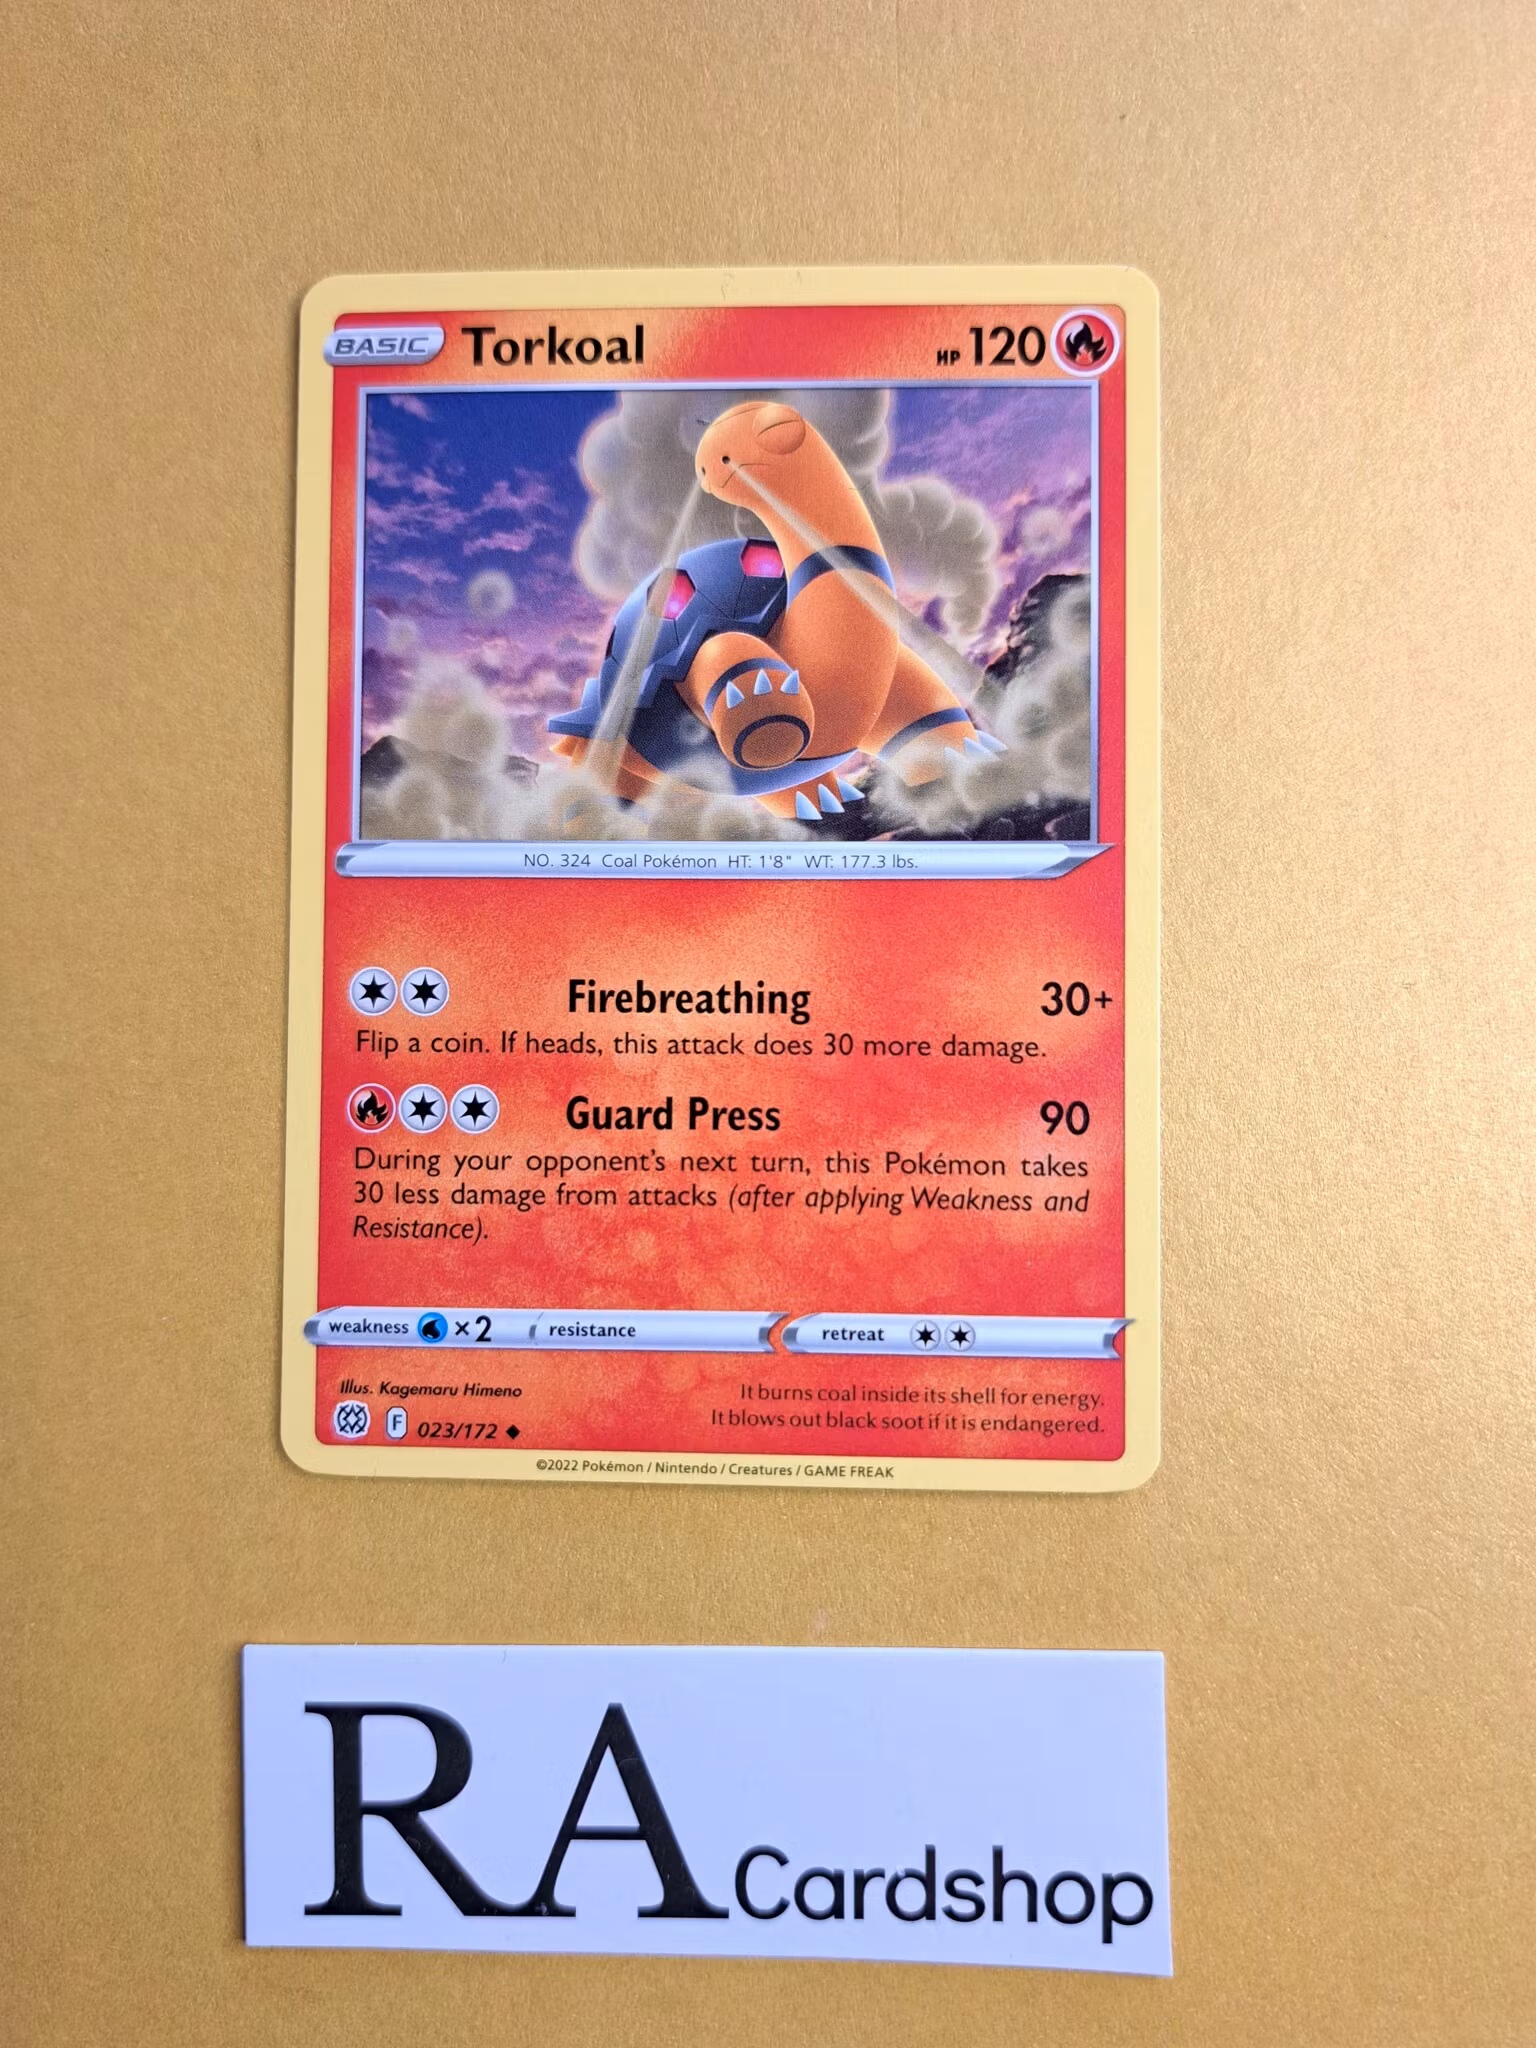 BASIC Torkoal HP 120
NO. 324 Coal Pokémon HT: 1'8" WT: 177.3 lbs.
Firebreathing 30+
Flip a coin. If heads, this attack does 30 more damage.
Guard Press 90
During your opponent's next turn, this Pokémon takes
30 less damage from attacks (after applying Weakness and
Resistance).
weakness ×2 resistance retreat
Illus. Kagemaru Himeno
It burns coal inside its shell for energy.
It blows out black soot if it is endangered.
F 023/172
©2022 Pokémon / Nintendo / Creatures / GAME FREAK
RA Cardshop